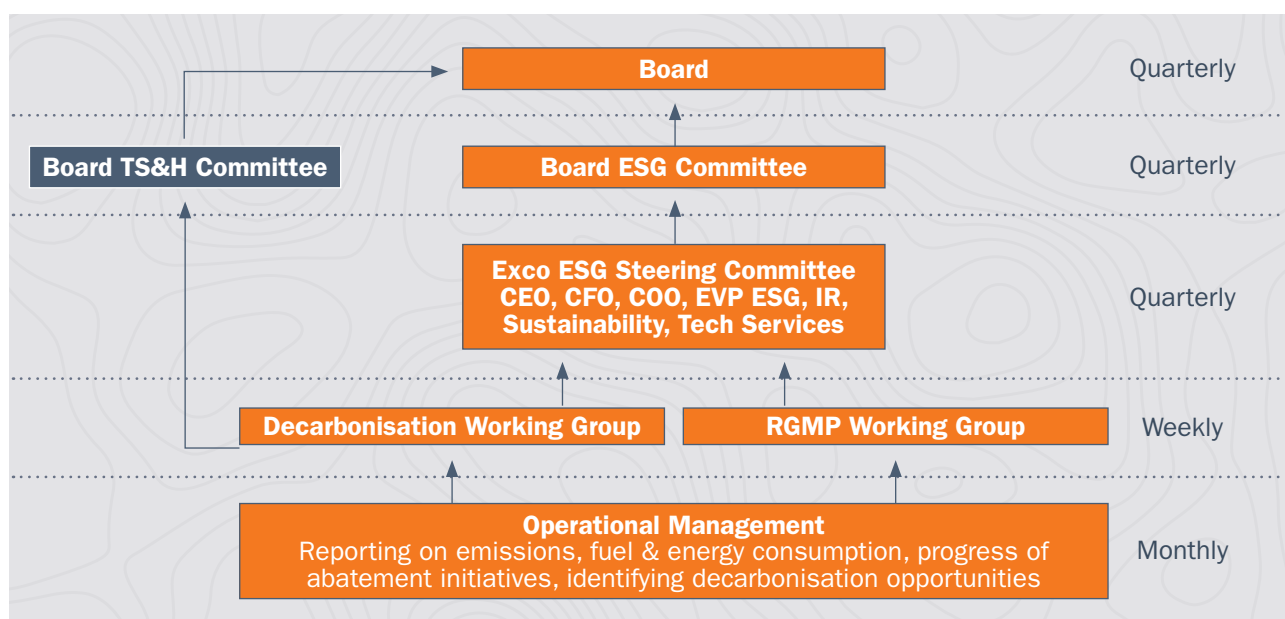 Board
Quarterly
Board TS&H Committee
Board ESG Committee
Quarterly
Exco ESG Steering Committee
CEO, CFO, COO, EVP ESG, IR,
Sustainability, Tech Services
Quarterly
Decarbonisation Working Group
RGMP Working Group
Weekly
Operational Management
Reporting on emissions, fuel & energy consumption, progress of
abatement initiatives, identifying decarbonisation opportunities
Monthly